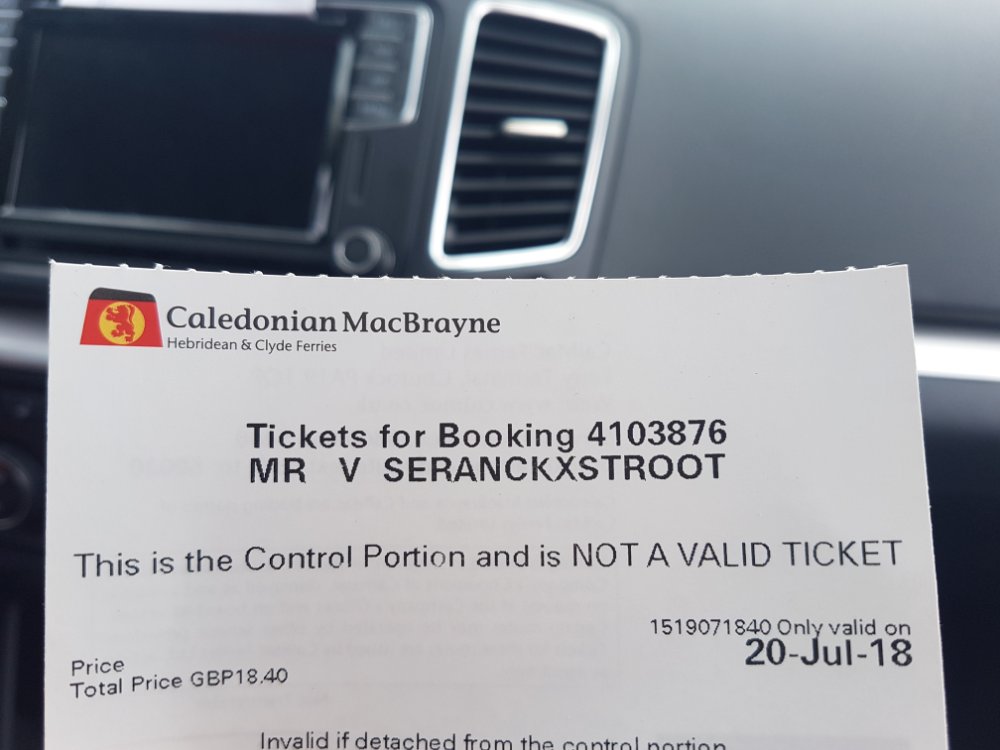 Caledonian MacBrayne
Hebridean & Clyde Ferries
Tickets for Booking 4103876
MR V SERANCKXSTROOT
This is the Control Portion and is NOT A VALID TICKET
1519071840 Only valid on
20-Jul-18
Price
Total Price GBP18.40
Invalid if detached from the control portion